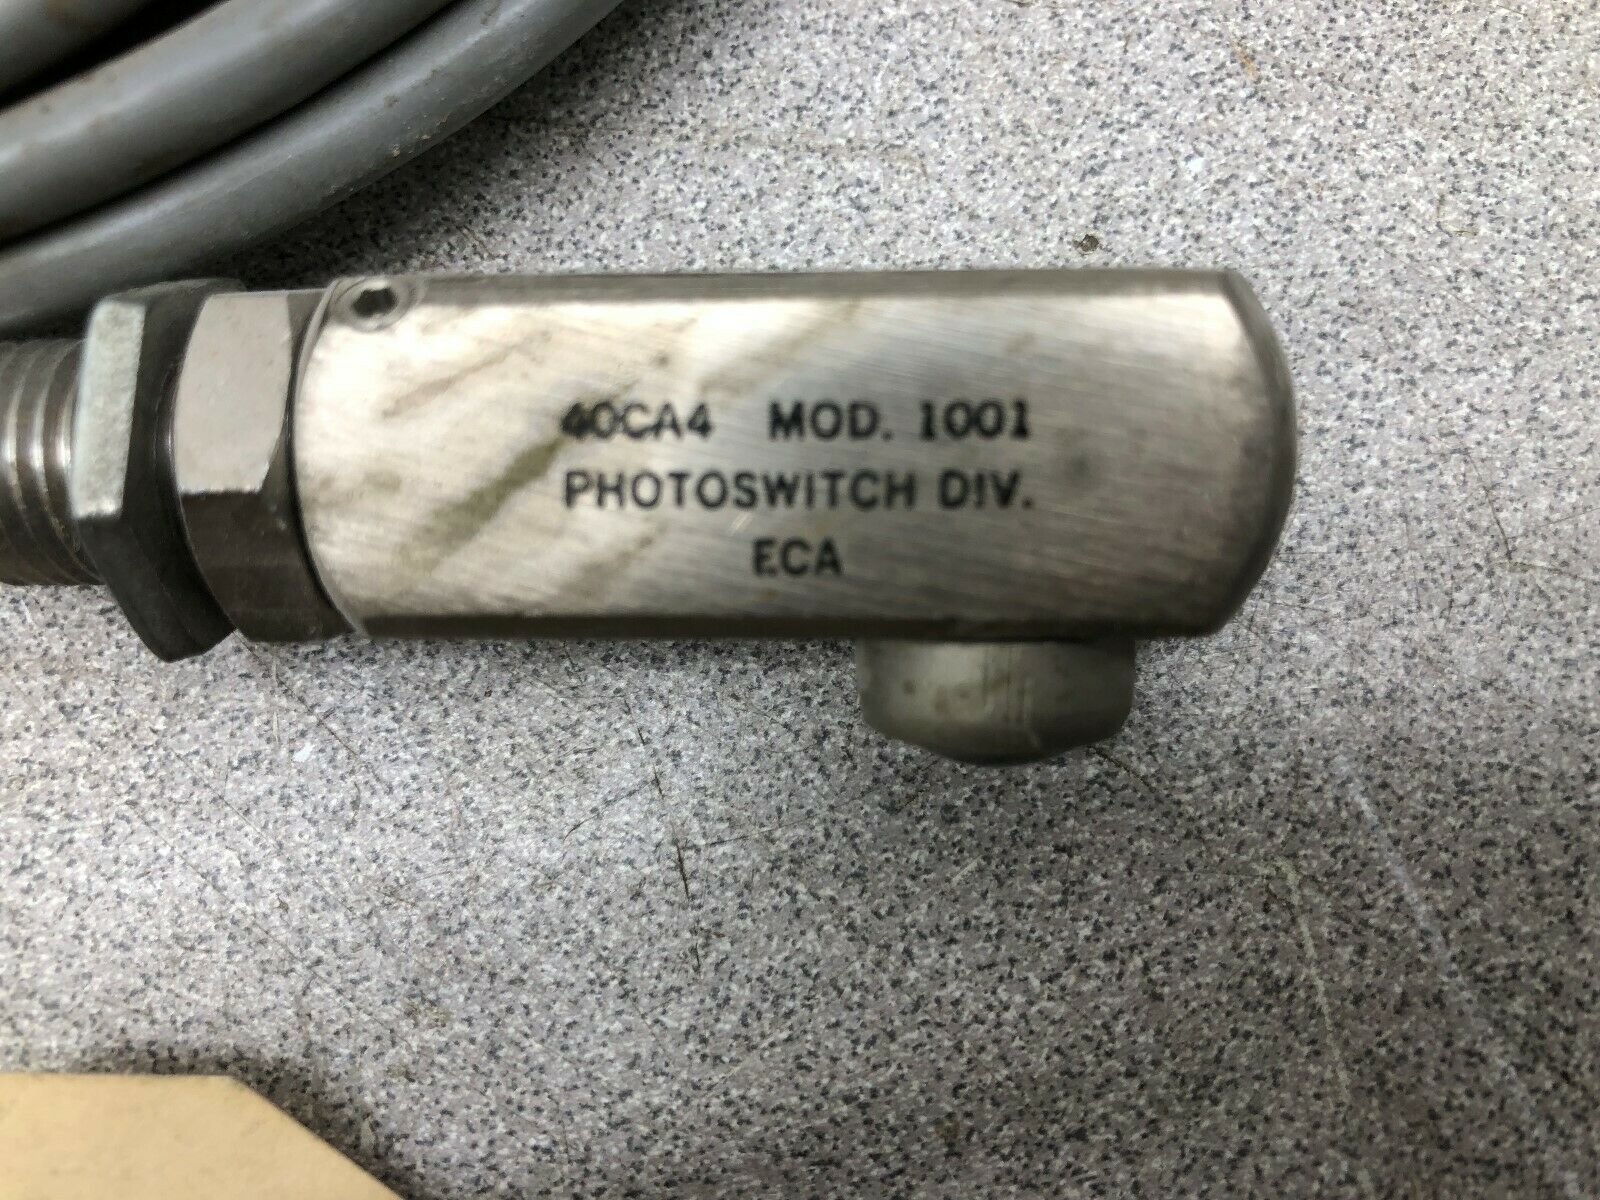 40CA4 MOD. 1001
PHOTOSWITCH DIV.
ECA